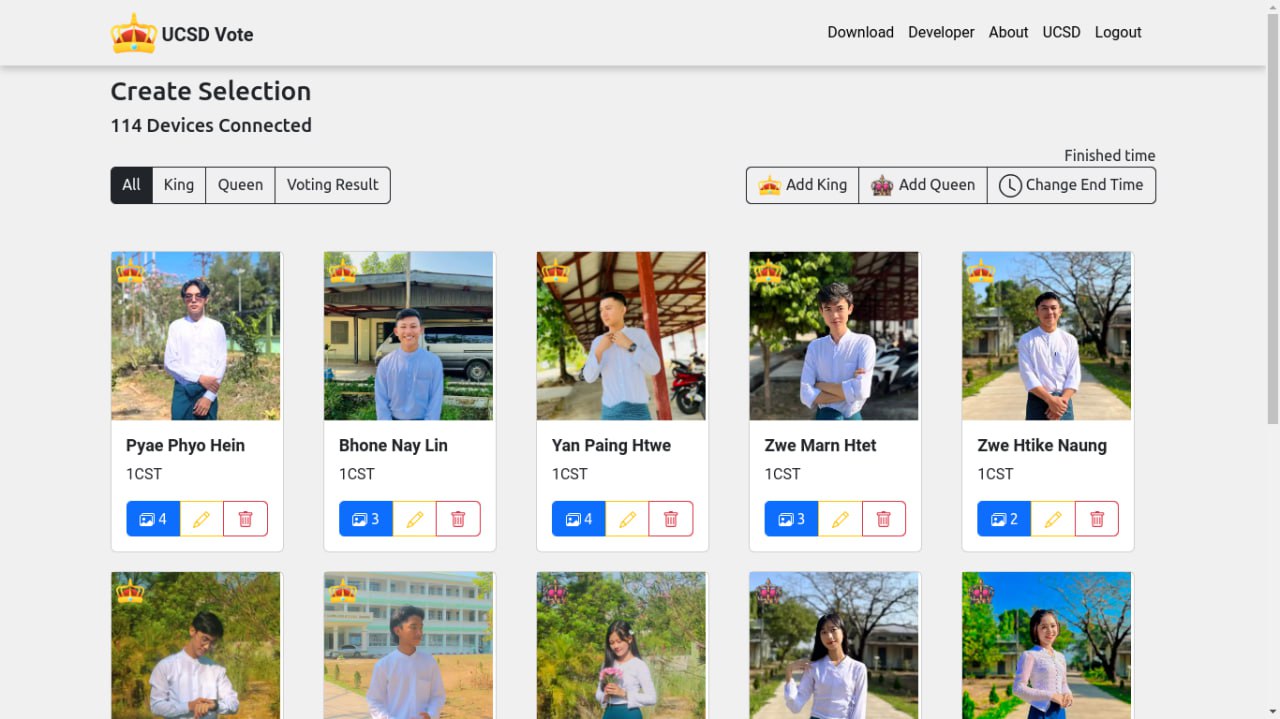 UCSD Vote
Download Developer About UCSD Logout
Create Selection
114 Devices Connected
Finished time
All King Queen Voting Result
Add King Add Queen Change End Time
Pyae Phyo Hein
1CST
4
Bhone Nay Lin
1CST
3
Yan Paing Htwe
1CST
4
Zwe Marn Htet
1CST
3
Zwe Htike Naung
1CST
2